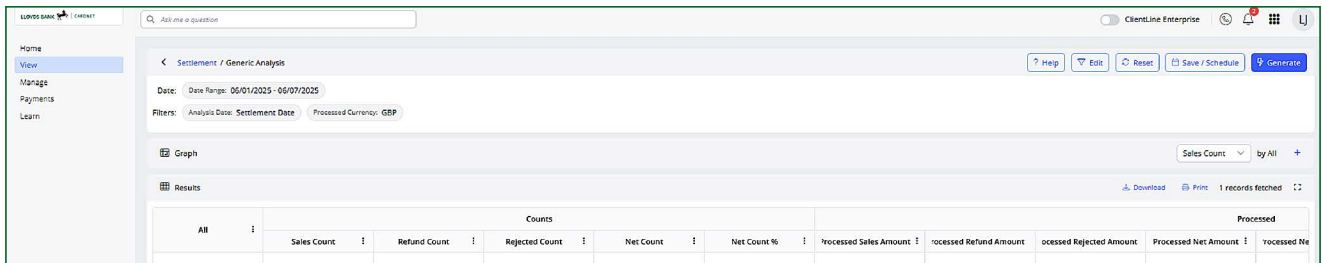 LLOYDS BANK | CARDNET
Ask me a question
ClientLine Enterprise
2
LJ
Home
View
Manage
Payments
Learn
Settlement / Generic Analysis
? Help
Edit
Reset
Save / Schedule
Generate
Date: Date Range: 06/01/2025 - 06/07/2025
Filters: Analysis Date: Settlement Date Processed Currency: GBP
Graph
Sales Count
by All +
Results
Download
Print
1 records fetched
All
Counts
Processed
Sales Count
Refund Count
Rejected Count
Net Count
Net Count %
Processed Sales Amount
rocessed Refund Amount
ocessed Rejected Amount
Processed Net Amount
rocessed Ne